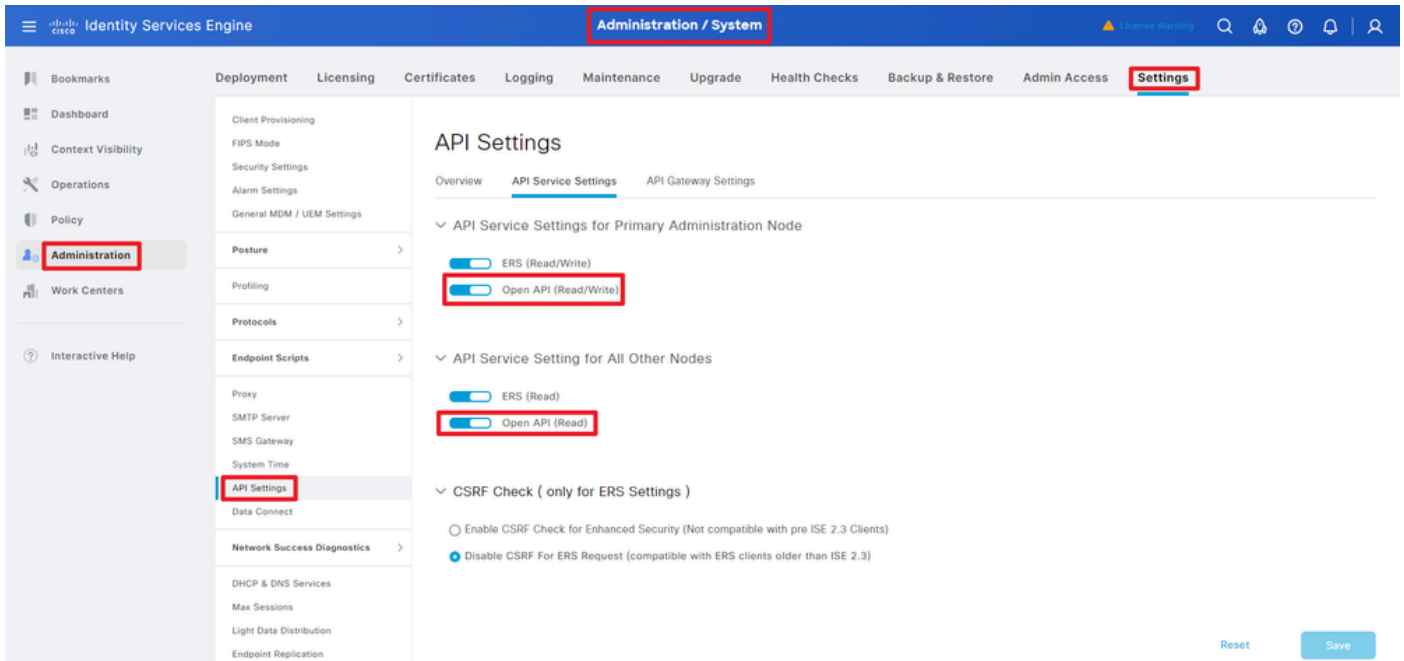 cisco Identity Services Engine
Administration / System
License Warning
Bookmarks
Dashboard
Context Visibility
Operations
Policy
Administration
Work Centers
Interactive Help
Deployment Licensing Certificates Logging Maintenance Upgrade Health Checks Backup & Restore Admin Access Settings
Client Provisioning
FIPS Mode
Security Settings
Alarm Settings
General MDM / UEM Settings
Posture
Profiling
Protocols
Endpoint Scripts
Proxy
SMTP Server
SMS Gateway
System Time
API Settings
Data Connect
Network Success Diagnostics
DHCP & DNS Services
Max Sessions
Light Data Distribution
Endpoint Replication
API Settings
Overview API Service Settings API Gateway Settings
API Service Settings for Primary Administration Node
ERS (Read/Write)
Open API (Read/Write)
API Service Setting for All Other Nodes
ERS (Read)
Open API (Read)
CSRF Check ( only for ERS Settings )
Enable CSRF Check for Enhanced Security (Not compatible with pre ISE 2.3 Clients)
Disable CSRF For ERS Request (compatible with ERS clients older than ISE 2.3)
Reset Save